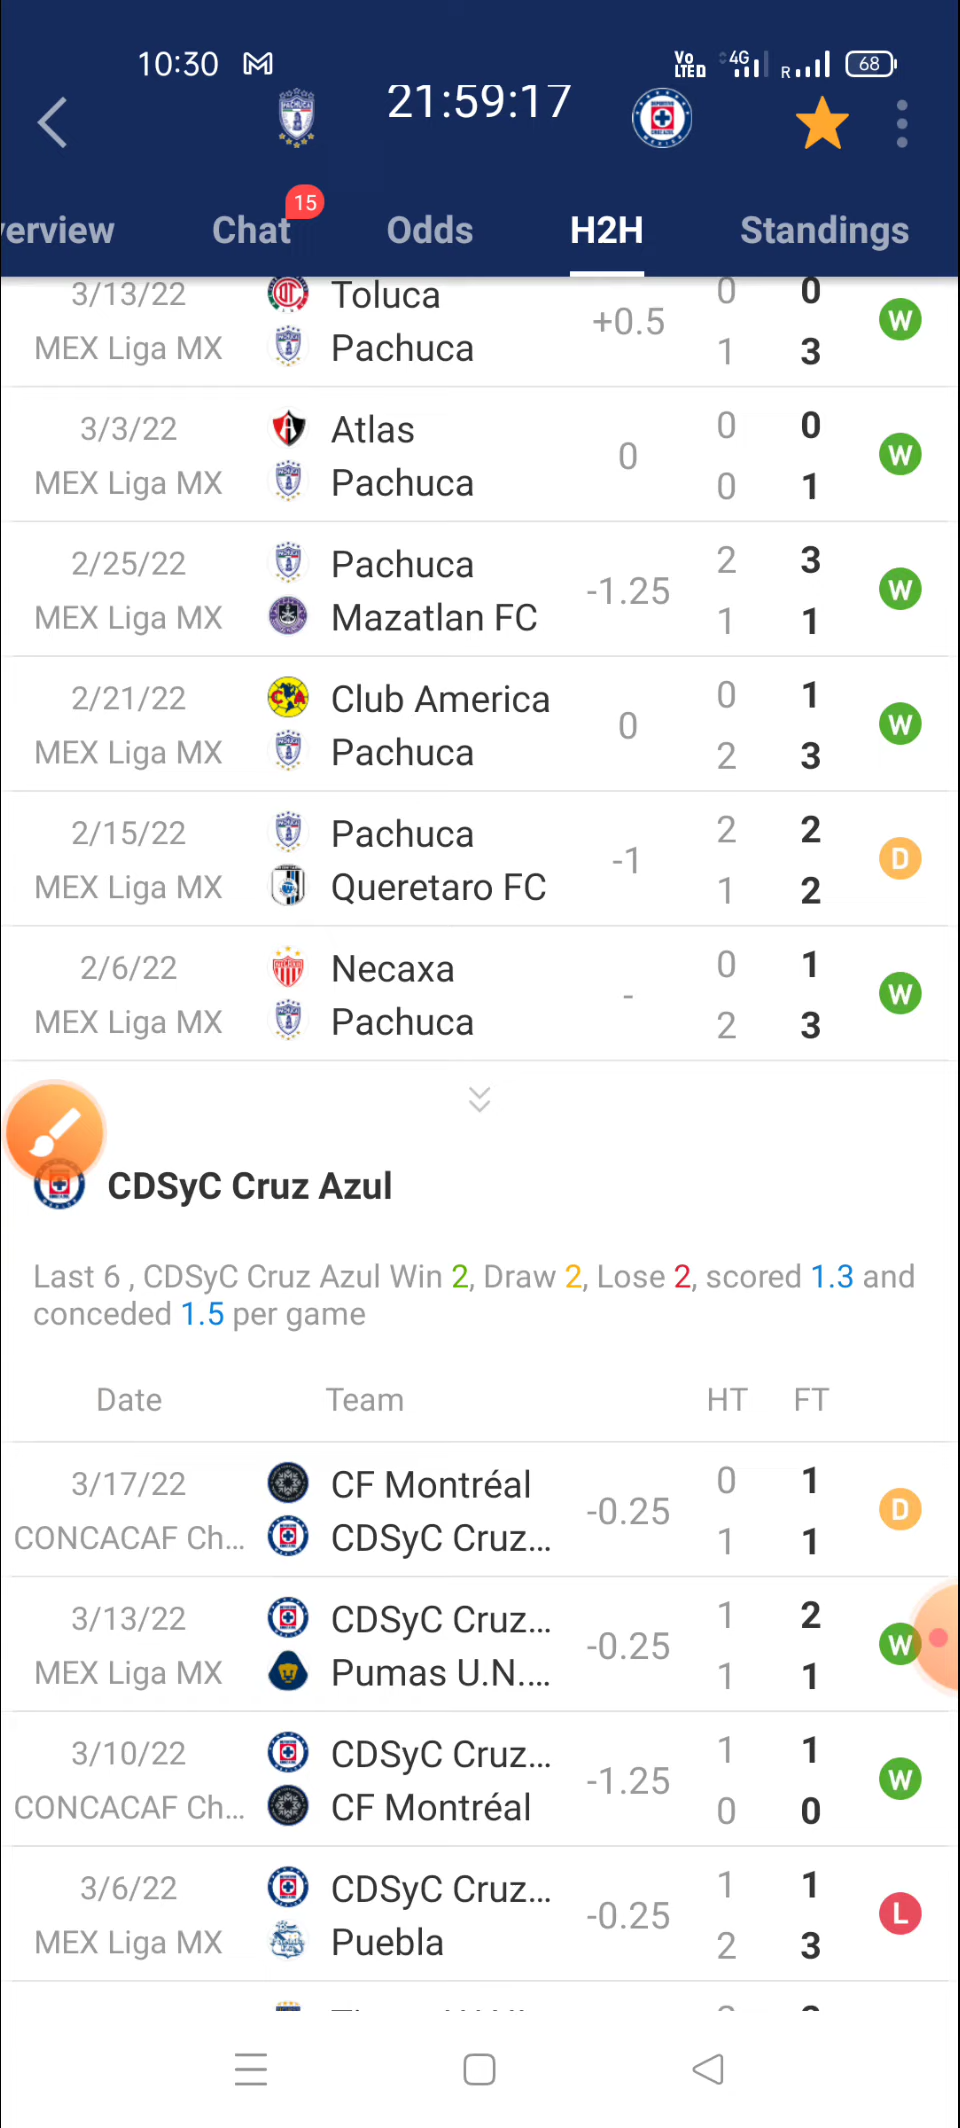 10:30 Vo LTED 4G R 68
21:59:17
verview Chat 15 Odds H2H Standings
3/13/22 Toluca 0 0
+0.5 W
MEX Liga MX Pachuca 1 3
3/3/22 Atlas 0 0
0 W
MEX Liga MX Pachuca 0 1
2/25/22 Pachuca 2 3
-1.25 W
MEX Liga MX Mazatlan FC 1 1
2/21/22 Club America 0 1
0 W
MEX Liga MX Pachuca 2 3
2/15/22 Pachuca 2 2
-1 D
MEX Liga MX Queretaro FC 1 2
2/6/22 Necaxa 0 1
- W
MEX Liga MX Pachuca 2 3
CDSyC Cruz Azul
Last 6 , CDSyC Cruz Azul Win 2, Draw 2, Lose 2, scored 1.3 and
conceded 1.5 per game
Date Team HT FT
3/17/22 CF Montréal 0 1
-0.25 D
CONCACAF Ch... CDSyC Cruz... 1 1
3/13/22 CDSyC Cruz... 1 2
-0.25 W
MEX Liga MX Pumas U.N.... 1 1
3/10/22 CDSyC Cruz... 1 1
-1.25 W
CONCACAF Ch... CF Montréal 0 0
3/6/22 CDSyC Cruz... 1 1
-0.25 L
MEX Liga MX Puebla 2 3